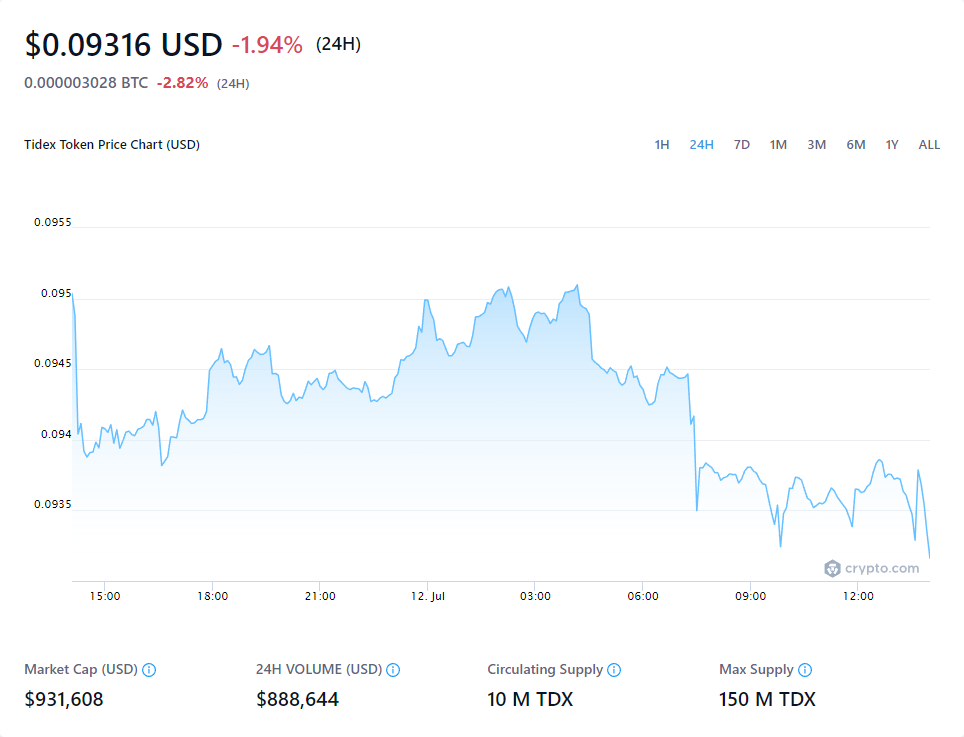 $0.09316 USD -1.94% (24H)
0.000003028 BTC -2.82% (24H)
Tidex Token Price Chart (USD) 1H 24H 7D 1M 3M 6M 1Y ALL
0.0955
0.095
0.0945
0.094
0.0935
crypto.com
15:00 18:00 21:00 12. Jul 03:00 06:00 09:00 12:00
Market Cap (USD) 24H VOLUME (USD) Circulating Supply Max Supply
$931,608 $888,644 10 M TDX 150 M TDX